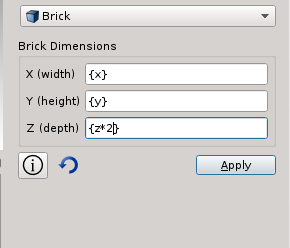 Brick
Brick Dimensions
X (width) {x}
Y (height) {y}
Z (depth) {z*2}
Apply